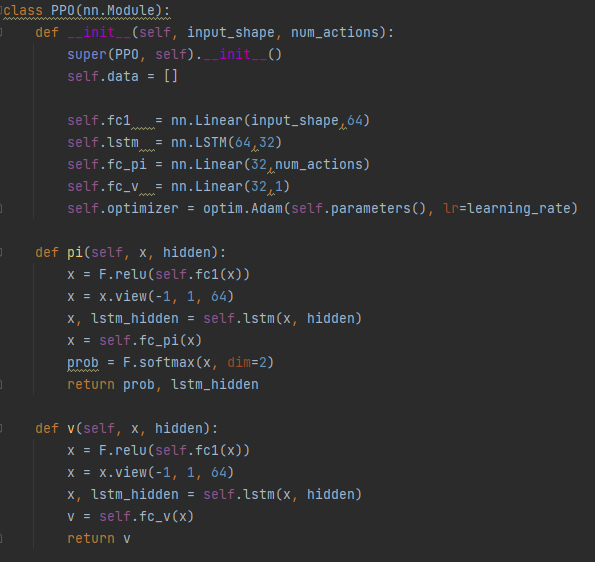 class PPO(nn.Module):
    def __init__(self, input_shape, num_actions):
        super(PPO, self).__init__()
        self.data = []

        self.fc1   = nn.Linear(input_shape,64)
        self.lstm  = nn.LSTM(64,32)
        self.fc_pi = nn.Linear(32,num_actions)
        self.fc_v  = nn.Linear(32,1)
        self.optimizer = optim.Adam(self.parameters(), lr=learning_rate)

    def pi(self, x, hidden):
        x = F.relu(self.fc1(x))
        x = x.view(-1, 1, 64)
        x, lstm_hidden = self.lstm(x, hidden)
        x = self.fc_pi(x)
        prob = F.softmax(x, dim=2)
        return prob, lstm_hidden

    def v(self, x, hidden):
        x = F.relu(self.fc1(x))
        x = x.view(-1, 1, 64)
        x, lstm_hidden = self.lstm(x, hidden)
        v = self.fc_v(x)
        return v